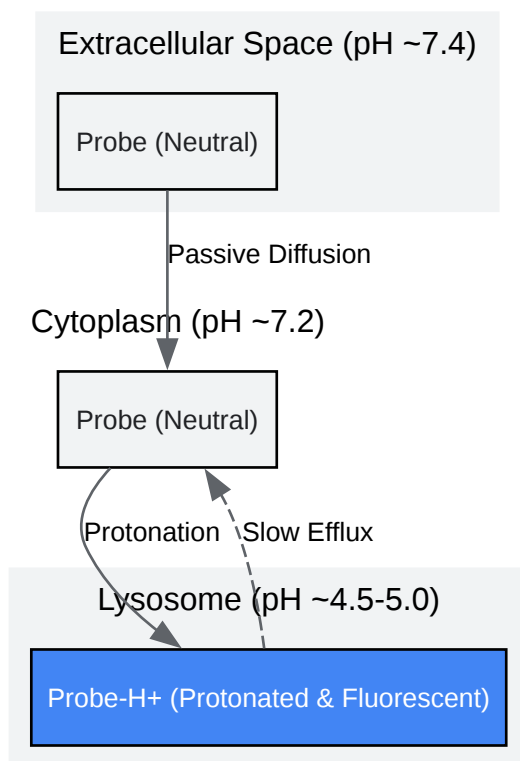 Extracellular Space (pH ~7.4)
Probe (Neutral)
Passive Diffusion
Cytoplasm (pH ~7.2)
Probe (Neutral)
Protonation
Slow Efflux
Lysosome (pH ~4.5-5.0)
Probe-H+ (Protonated & Fluorescent)